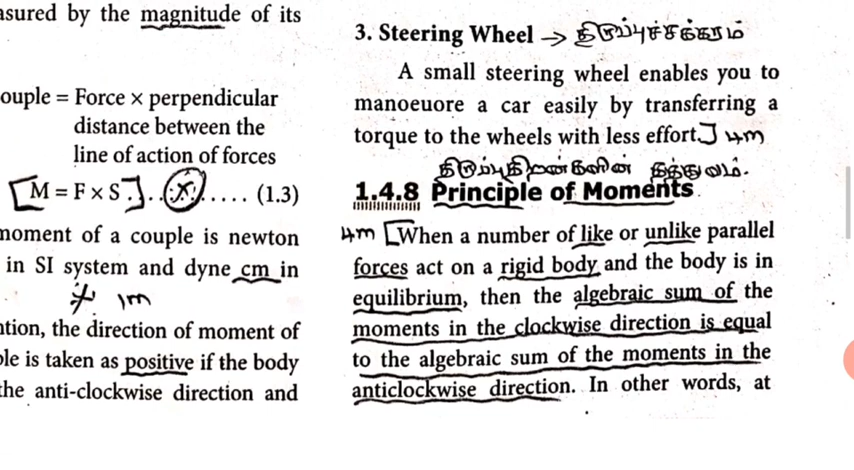 asured by the magnitude of its
ouple = Force × perpendicular
distance between the
line of action of forces
[M = F × S]. . (x). . . . . (1.3)
moment of a couple is newton
in SI system and dyne cm in
1m
ntion, the direction of moment of
ple is taken as positive if the body
the anti-clockwise direction and
3. Steering Wheel → திருப்புச்சக்கரம்
A small steering wheel enables you to
manoeuore a car easily by transferring a
torque to the wheels with less effort.] 4m
திருப்புதிறன்களின் தத்துவம்.
1.4.8 Principle of Moments
4m [When a number of like or unlike parallel
forces act on a rigid body and the body is in
equilibrium, then the algebraic sum of the
moments in the clockwise direction is equal
to the algebraic sum of the moments in the
anticlockwise direction. In other words, at